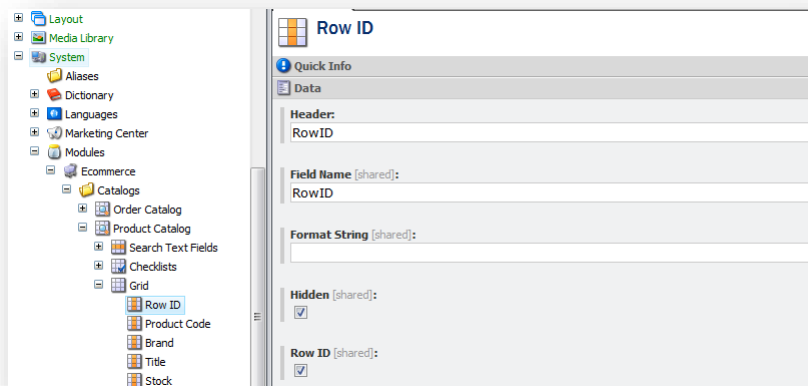 Layout
Media Library
System
Aliases
Dictionary
Languages
Marketing Center
Modules
Ecommerce
Catalogs
Order Catalog
Product Catalog
Search Text Fields
Checklists
Grid
Row ID
Product Code
Brand
Title
Stock
Row ID
Quick Info
Data
Header:
RowID
Field Name [shared]:
RowID
Format String [shared]:
Hidden [shared]:
Row ID [shared]: